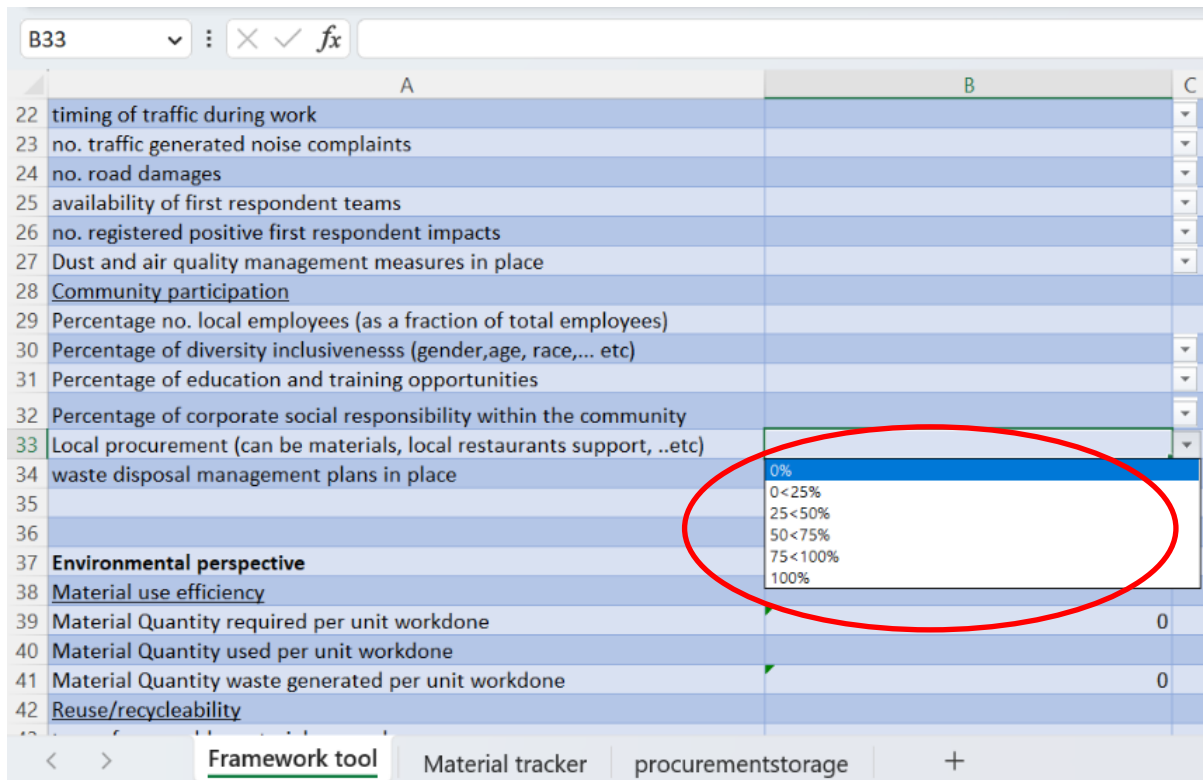 B33 fx
A B C
22 timing of traffic during work
23 no. traffic generated noise complaints
24 no. road damages
25 availability of first respondent teams
26 no. registered positive first respondent impacts
27 Dust and air quality management measures in place
28 Community participation
29 Percentage no. local employees (as a fraction of total employees)
30 Percentage of diversity inclusivenesss (gender,age, race,... etc)
31 Percentage of education and training opportunities
32 Percentage of corporate social responsibility within the community
33 Local procurement (can be materials, local restaurants support, ..etc)
34 waste disposal management plans in place
0%
0<25%
35
25<50%
36
50<75%
37 Environmental perspective
75<100%
38 Material use efficiency
100%
39 Material Quantity required per unit workdone 0
40 Material Quantity used per unit workdone
41 Material Quantity waste generated per unit workdone 0
42 Reuse/recycleability
Framework tool Material tracker procurementstorage +